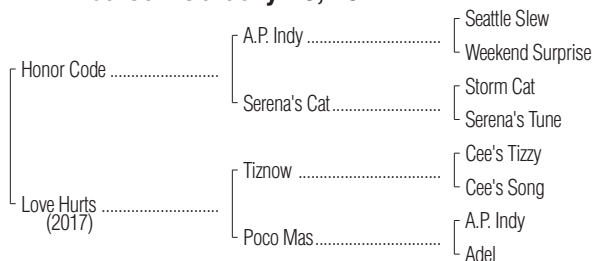 Seattle Slew
A.P. Indy
Weekend Surprise
Honor Code
Storm Cat
Serena's Cat
Serena's Tune
Cee's Tizzy
Tiznow
Cee's Song
Love Hurts
(2017)
A.P. Indy
Poco Mas
Adel